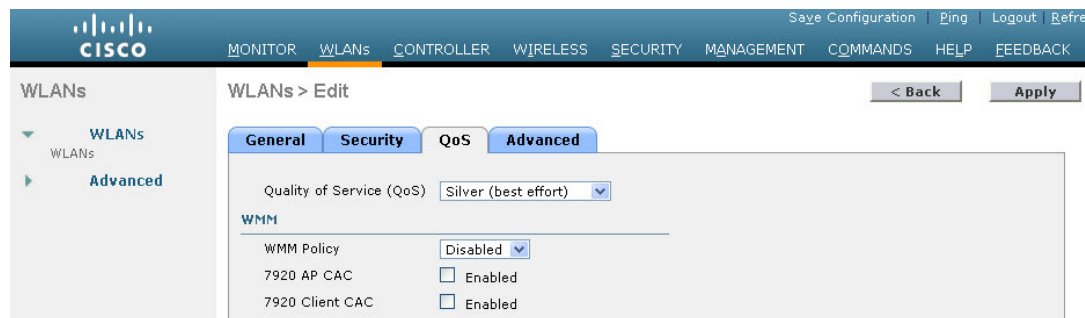 Save Configuration | Ping | Logout | Refre
CISCO
MONITOR WLANs CONTROLLER WIRELESS SECURITY MANAGEMENT COMMANDS HELP FEEDBACK
WLANs
WLANs > Edit
< Back
Apply
WLANs
WLANs
Advanced
General Security QoS Advanced
Quality of Service (QoS) Silver (best effort)
WMM
WMM Policy Disabled
7920 AP CAC Enabled
7920 Client CAC Enabled